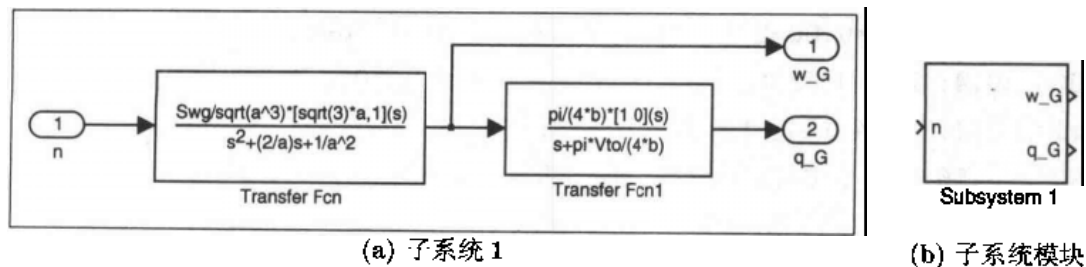 1
n
Swg/sqrt(a^3)*[sqrt(3)*a,1](s)
s2+(2/a)s+1/a^2
Transfer Fcn
pi/(4*b)*[1 0](s)
s+pi*Vto/(4*b)
Transfer Fcn1
1
w_G
2
q_G
(a) 子系统 1
n
w_G
q_G
Subsystem 1
(b) 子系统模块